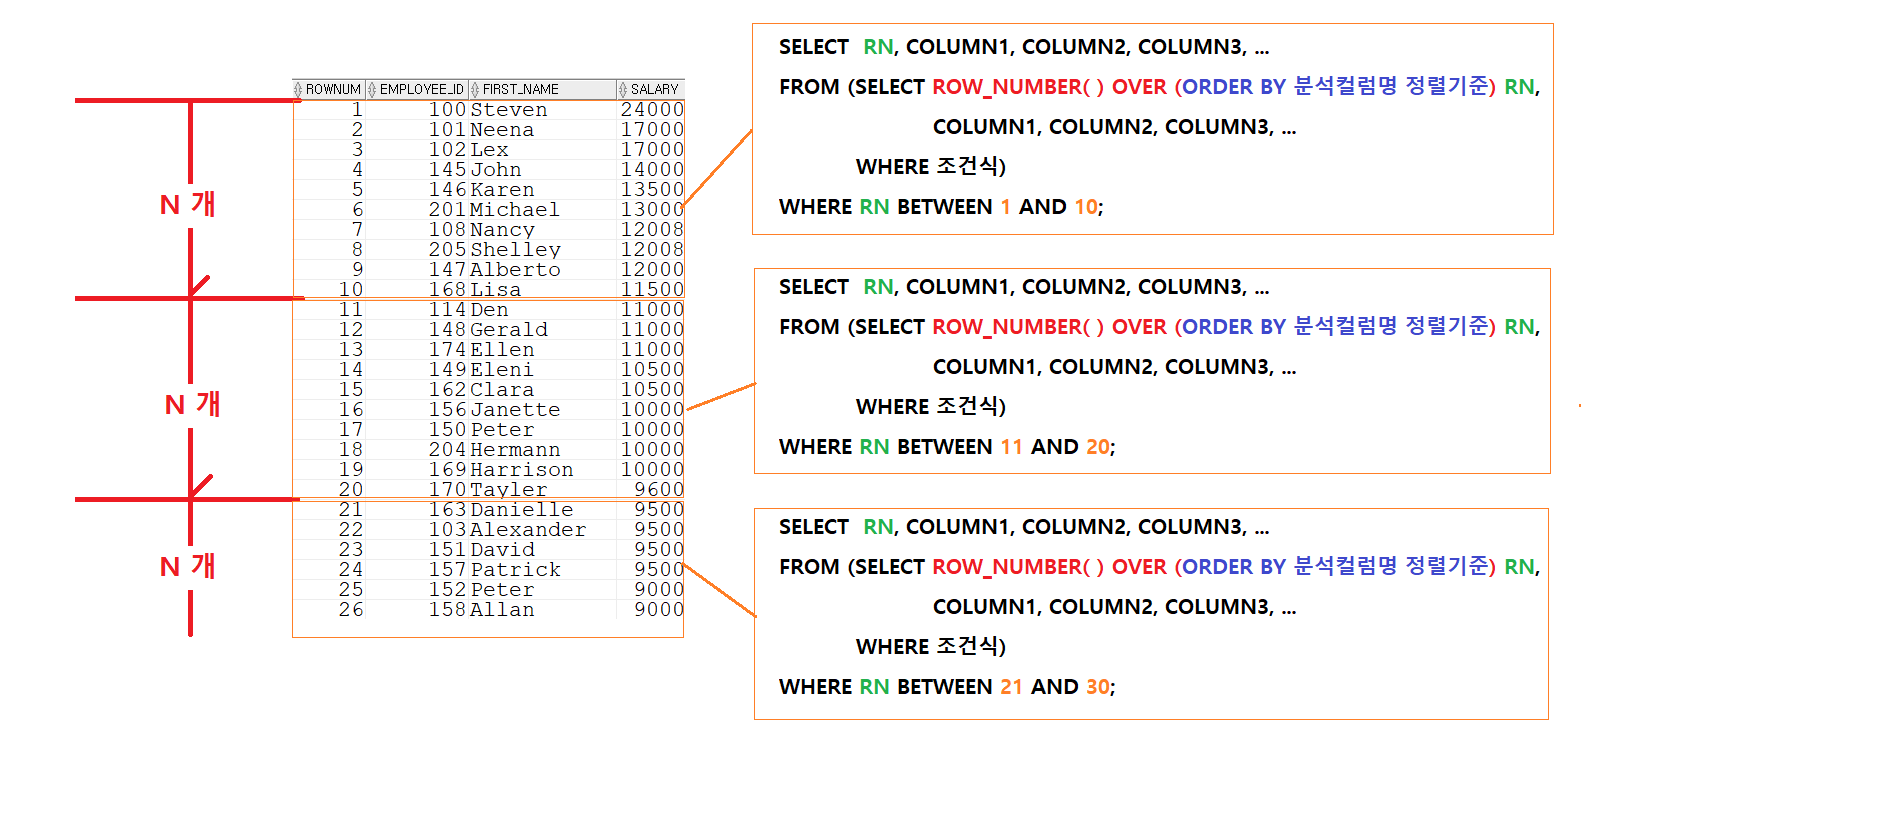 ROWNUM EMPLOYEE_ID FIRST_NAME SALARY
1 100 Steven 24000
2 101 Neena 17000
3 102 Lex 17000
4 145 John 14000
5 146 Karen 13500
6 201 Michael 13000
7 108 Nancy 12008
8 205 Shelley 12008
9 147 Alberto 12000
10 168 Lisa 11500
11 114 Den 11000
12 148 Gerald 11000
13 174 Ellen 11000
14 149 Eleni 10500
15 162 Clara 10500
16 156 Janette 10000
17 150 Peter 10000
18 204 Hermann 10000
19 169 Harrison 10000
20 170 Tayler 9600
21 163 Danielle 9500
22 103 Alexander 9500
23 151 David 9500
24 157 Patrick 9500
25 152 Peter 9000
26 158 Allan 9000
N 개
N 개
N 개
SELECT RN, COLUMN1, COLUMN2, COLUMN3, ...
FROM (SELECT ROW_NUMBER( ) OVER (ORDER BY 분석컬럼명 정렬기준) RN,
COLUMN1, COLUMN2, COLUMN3, ...
WHERE 조건식)
WHERE RN BETWEEN 1 AND 10;
SELECT RN, COLUMN1, COLUMN2, COLUMN3, ...
FROM (SELECT ROW_NUMBER( ) OVER (ORDER BY 분석컬럼명 정렬기준) RN,
COLUMN1, COLUMN2, COLUMN3, ...
WHERE 조건식)
WHERE RN BETWEEN 11 AND 20;
SELECT RN, COLUMN1, COLUMN2, COLUMN3, ...
FROM (SELECT ROW_NUMBER( ) OVER (ORDER BY 분석컬럼명 정렬기준) RN,
COLUMN1, COLUMN2, COLUMN3, ...
WHERE 조건식)
WHERE RN BETWEEN 21 AND 30;